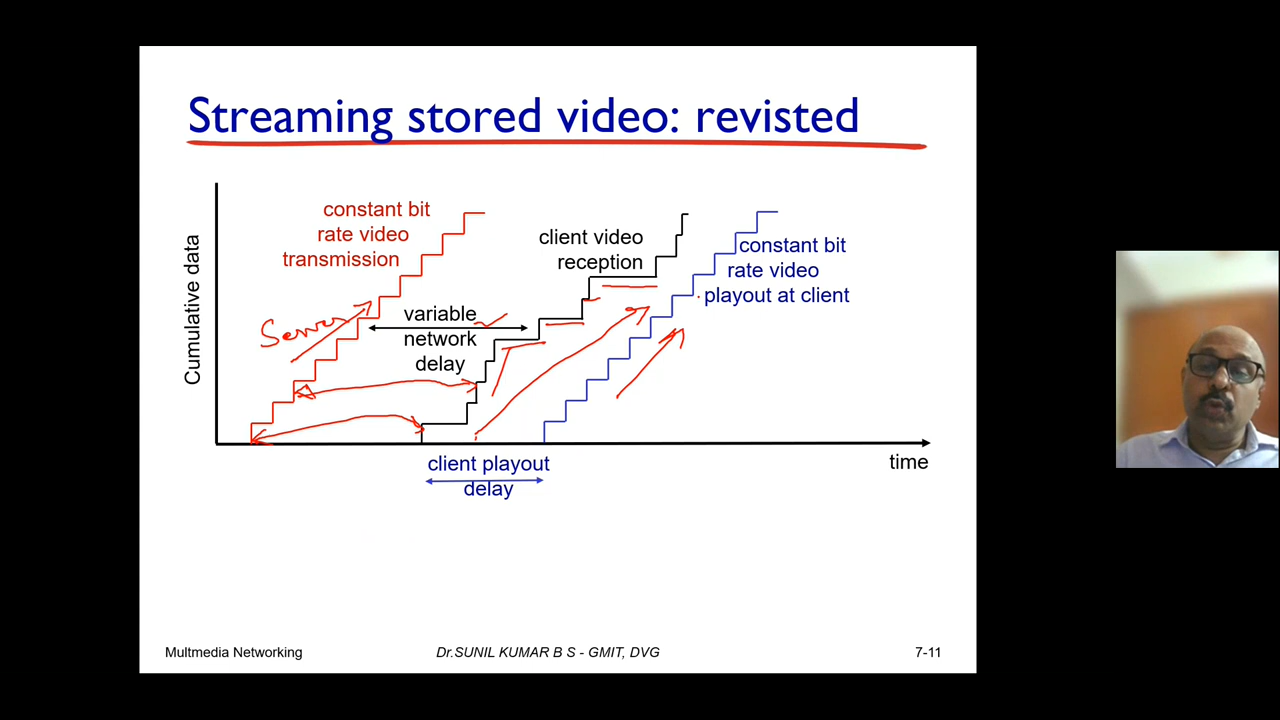 Streaming stored video: revisted
constant bit
rate video
transmission
client video
reception
constant bit
rate video
playout at client
Server
variable
network
delay
Cumulative data
client playout
delay
time
Multmedia Networking
Dr.SUNIL KUMAR B S - GMIT, DVG
7-11